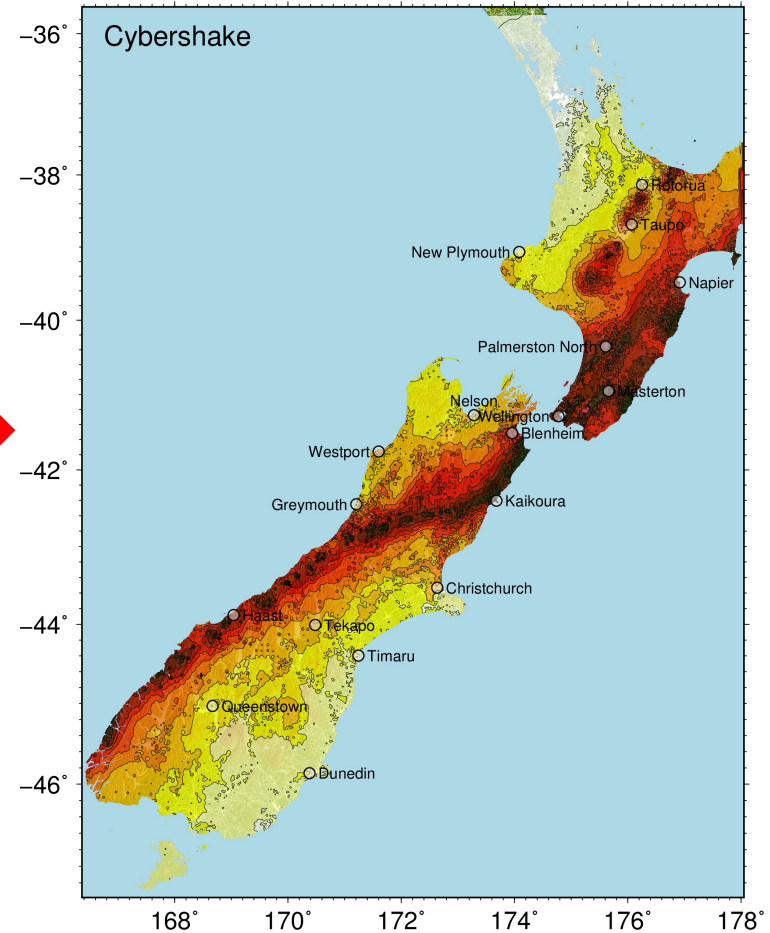 Cybershake
−36°
−38°
Rotorua
Taupo
New Plymouth
Napier
−40°
Palmerston North
Masterton
Nelson
Wellington
Blenheim
Westport
−42°
Kaikoura
Greymouth
Christchurch
Haast
−44°
Tekapo
Timaru
Queenstown
Dunedin
−46°
168° 170° 172° 174° 176° 178°